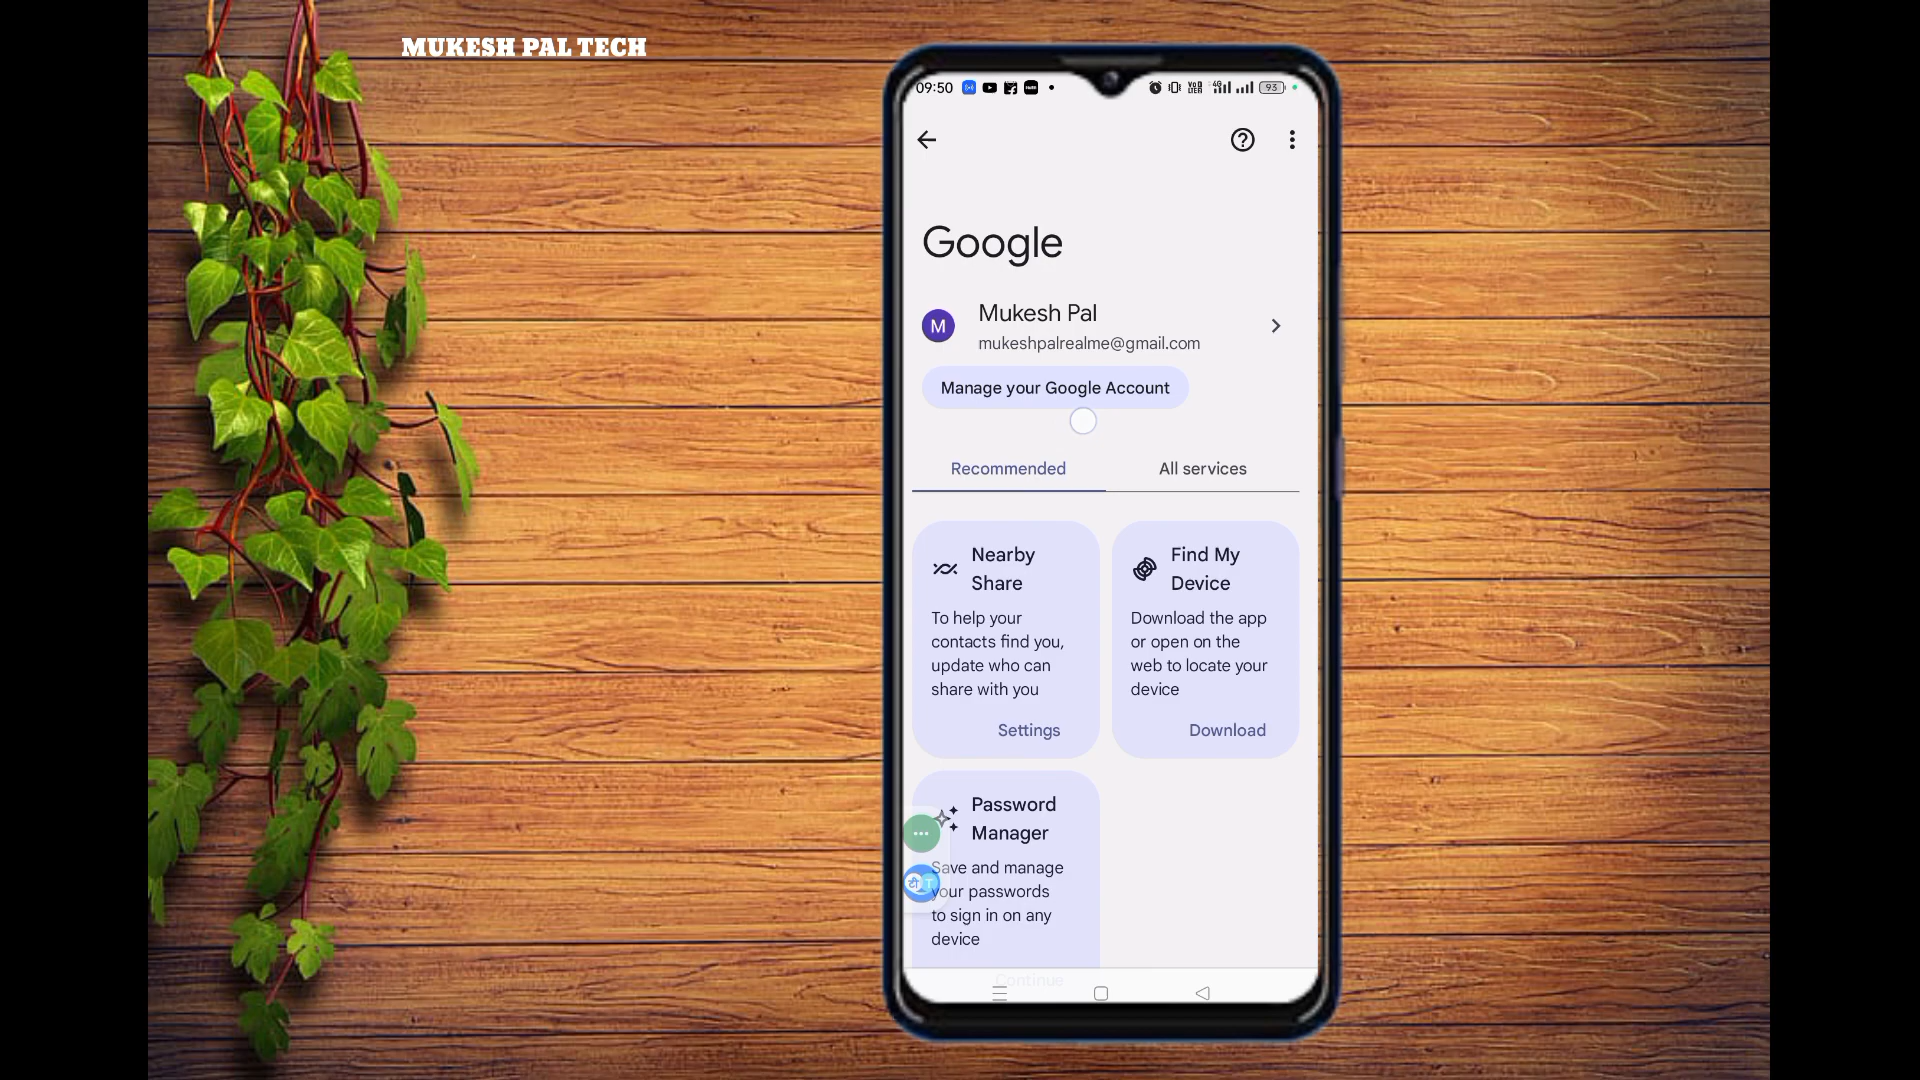 MUKESH PAL TECH
09:50
93
Google
M
Mukesh Pal
mukeshpalrealme@gmail.com
Manage your Google Account
Recommended
All services
Nearby
Share
To help your
contacts find you,
update who can
share with you
Settings
Find My
Device
Download the app
or open on the
web to locate your
device
Download
Password
Manager
Save and manage
your passwords
to sign in on any
device
Continue